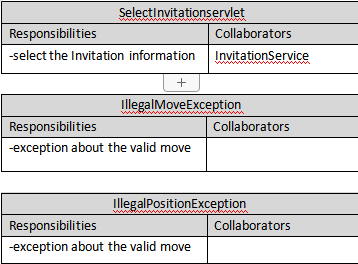 SelectInvitationservlet
Responsibilities Collaborators
-select the Invitation information InvitationService
+
IllegalMoveException
Responsibilities Collaborators
-exception about the valid move
IllegalPositionException
Responsibilities Collaborators
-exception about the valid move